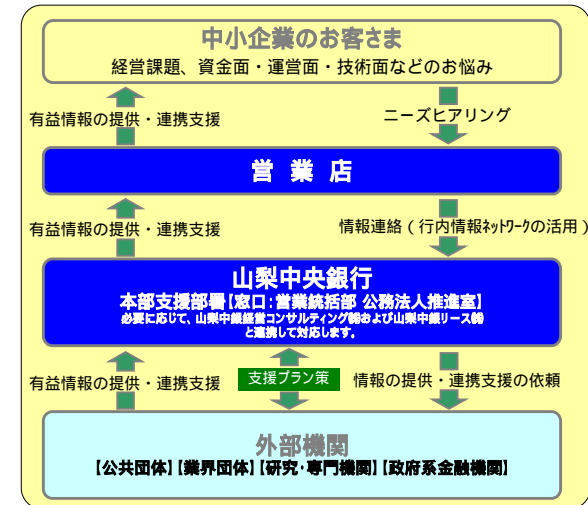 中小企業のお客さま
経営課題、資金面・運営面・技術面などのお悩み
有益情報の提供・連携支援
ニーズヒアリング
営業店
有益情報の提供・連携支援
情報連絡(行内情報ﾈｯﾄﾜｰｸの活用)
山梨中央銀行
本部支援部署【窓口:営業統括部 公務法人推進室】
必要に応じて、山梨中銀経営コンサルティング㈱および山梨中銀リース㈱
と連携して対応します。
有益情報の提供・連携支援
支援プラン策
情報の提供・連携支援の依頼
外部機関
【公共団体】【業界団体】【研究・専門機関】【政府系金融機関】